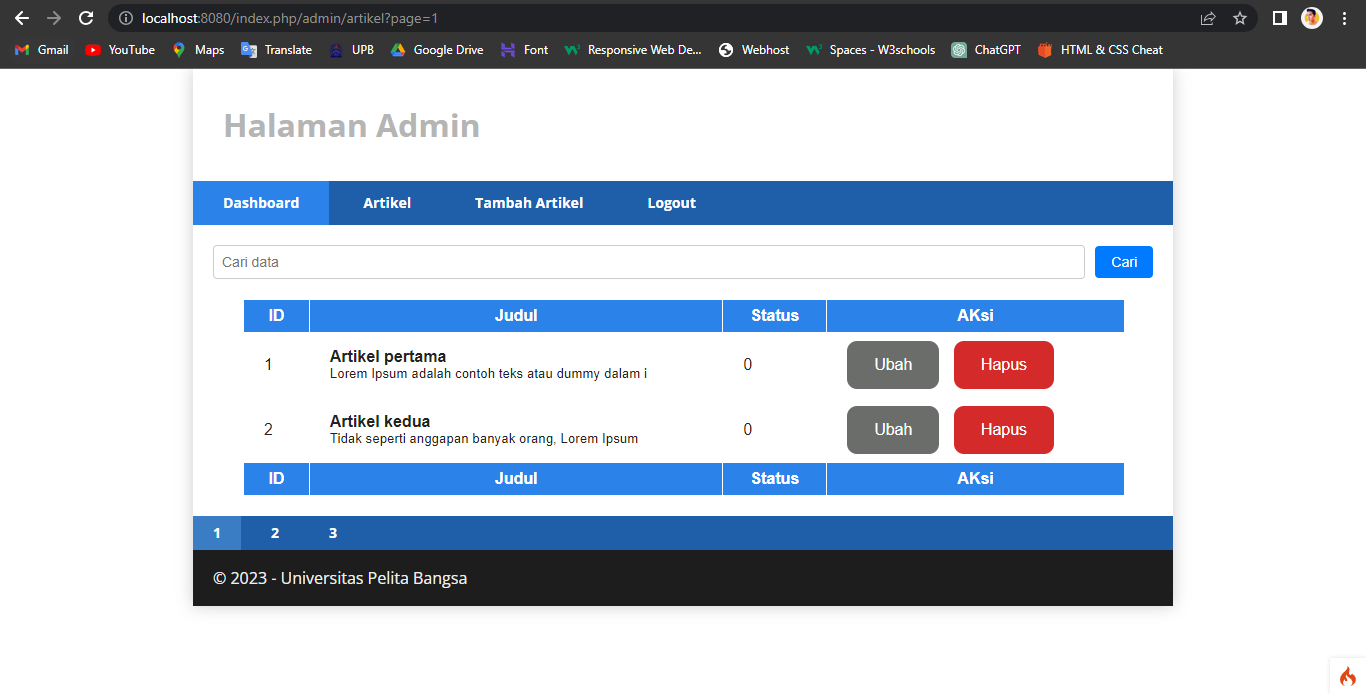 localhost:8080/index.php/admin/artikel?page=1
Gmail YouTube Maps Translate UPB Google Drive Font Responsive Web De... Webhost Spaces - W3schools ChatGPT HTML & CSS Cheat
Halaman Admin
Dashboard Artikel Tambah Artikel Logout
Cari data Cari
ID Judul Status AKsi
1 Artikel pertama 0 Ubah Hapus
Lorem Ipsum adalah contoh teks atau dummy dalam i
2 Artikel kedua 0 Ubah Hapus
Tidak seperti anggapan banyak orang, Lorem Ipsum
ID Judul Status AKsi
1 2 3
© 2023 - Universitas Pelita Bangsa